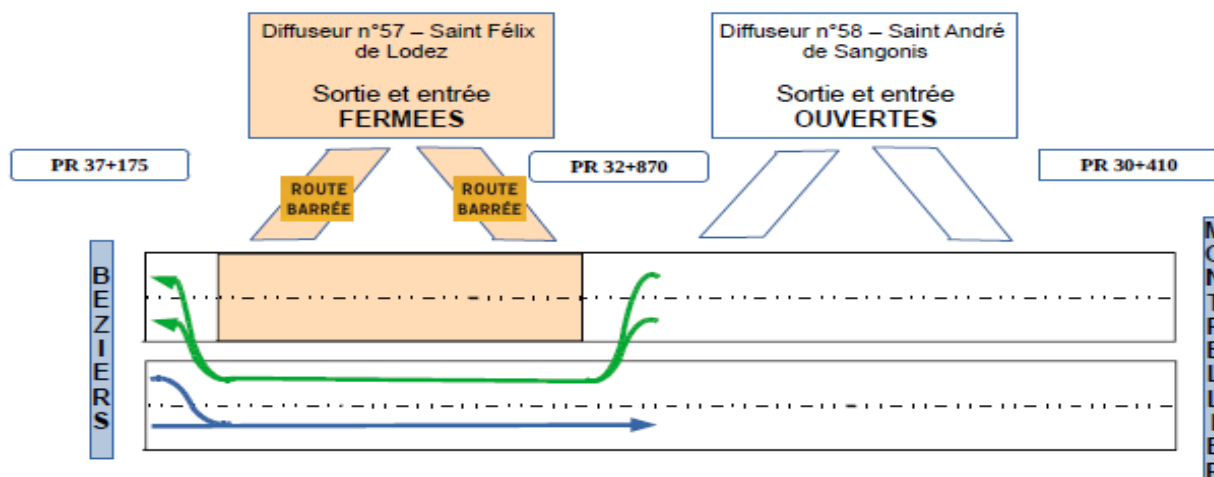 Diffuseur n°57 – Saint Félix
de Lodez
Sortie et entrée
FERMEES
Diffuseur n°58 – Saint André
de Sangonis
Sortie et entrée
OUVERTES
PR 37+175
PR 32+870
PR 30+410
ROUTE
BARRÉE
ROUTE
BARRÉE
BEZIERS
MONTPELLIER